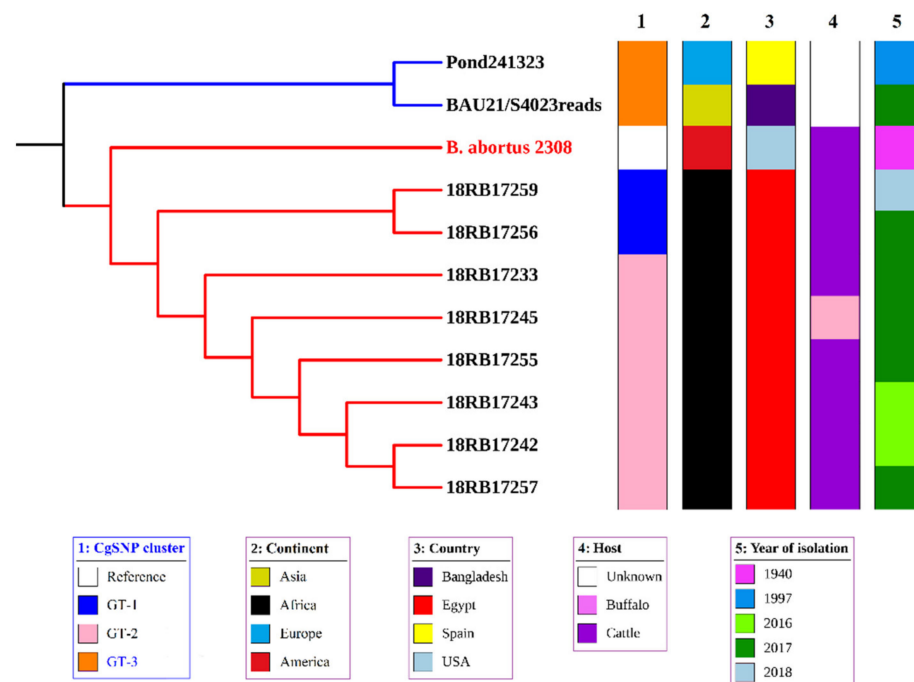 1 2 3 4 5
Pond241323
BAU21/S4023reads
B. abortus 2308
18RB17259
18RB17256
18RB17233
18RB17245
18RB17255
18RB17243
18RB17242
18RB17257
1: CgSNP cluster
Reference
GT-1
GT-2
GT-3
2: Continent
Asia
Africa
Europe
America
3: Country
Bangladesh
Egypt
Spain
USA
4: Host
Unknown
Buffalo
Cattle
5: Year of isolation
1940
1997
2016
2017
2018